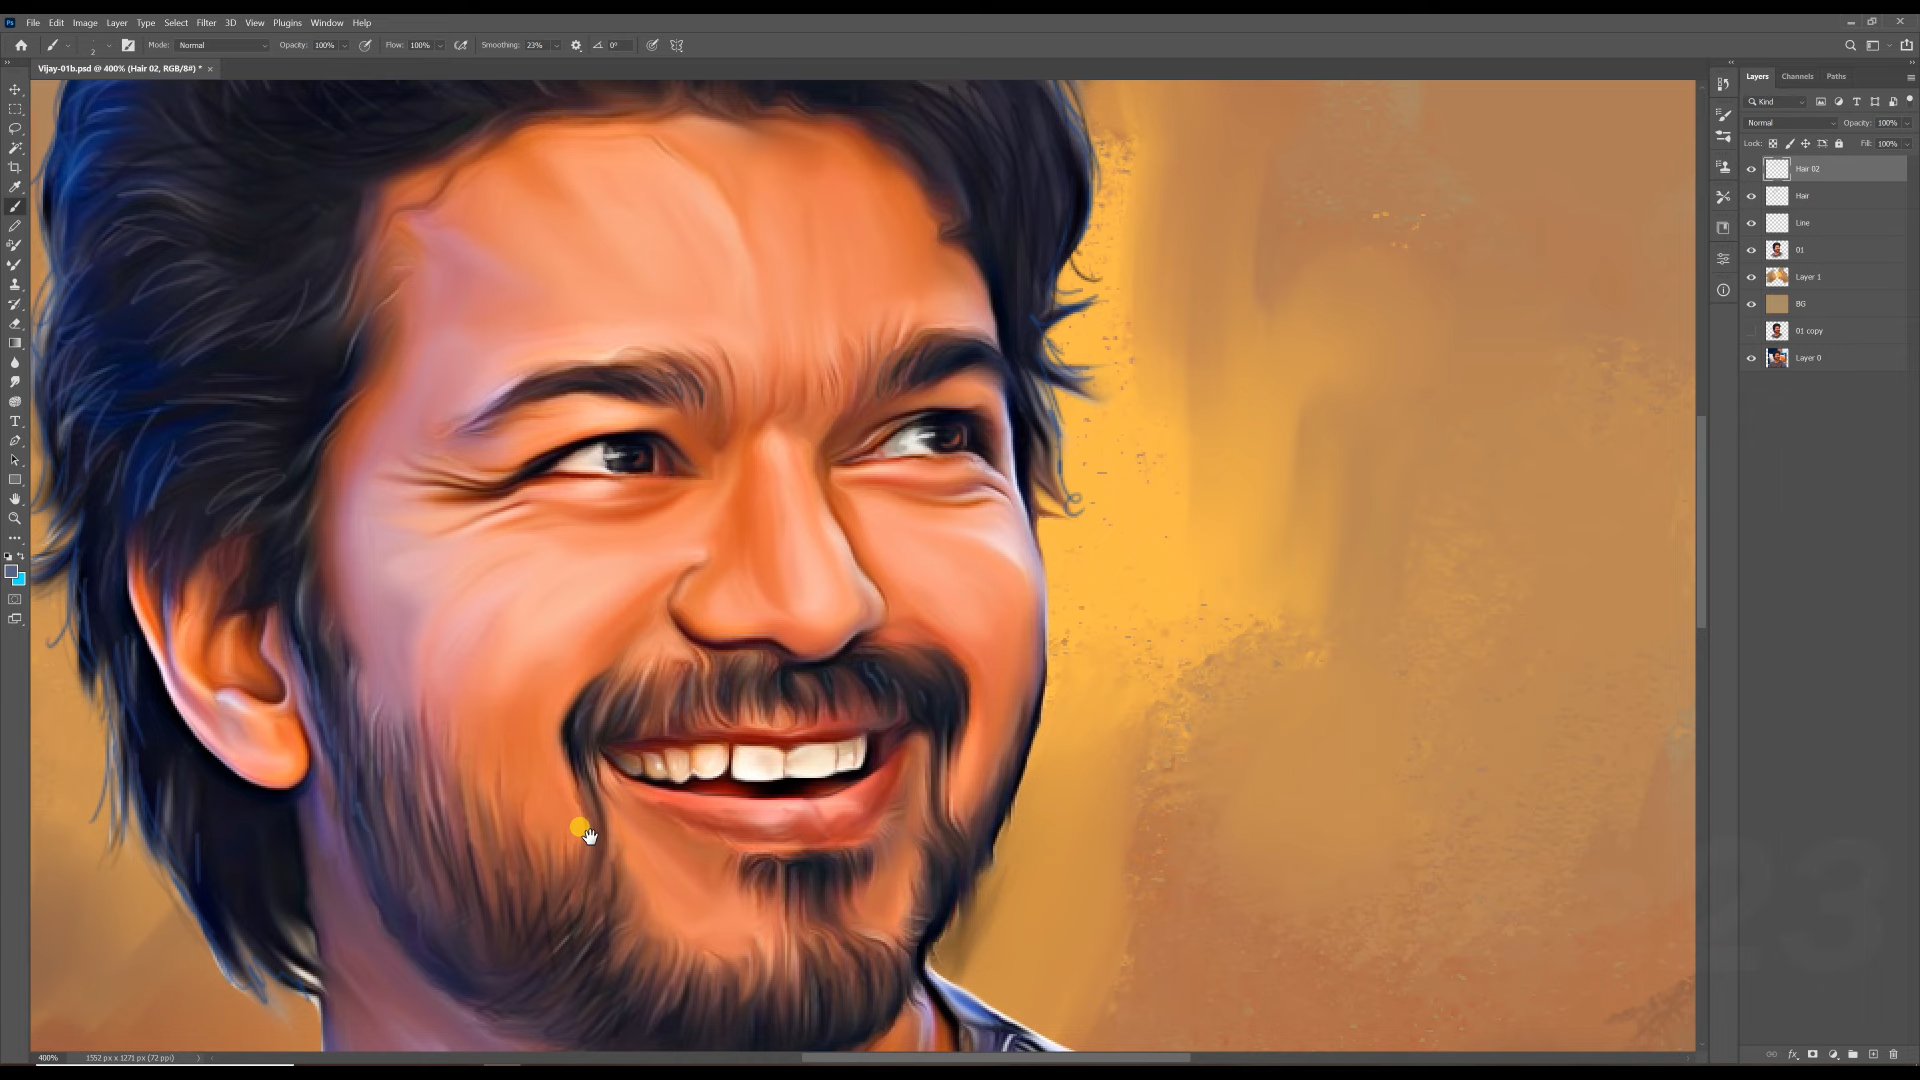 Ps File Edit Image Layer Type Select Filter 3D View Plugins Window Help
2 Mode: Normal Opacity: 100% Flow: 100% Smoothing: 23% 0°
Vijay-01b.psd @ 400% (Hair 02, RGB/8#) * ×
Layers Channels Paths
Kind
Normal Opacity: 100%
Lock: Fill: 100%
Hair 02
Hair
Line
01
Layer 1
BG
01 copy
Layer 0
400% 1552 px x 1271 px (72 ppi)